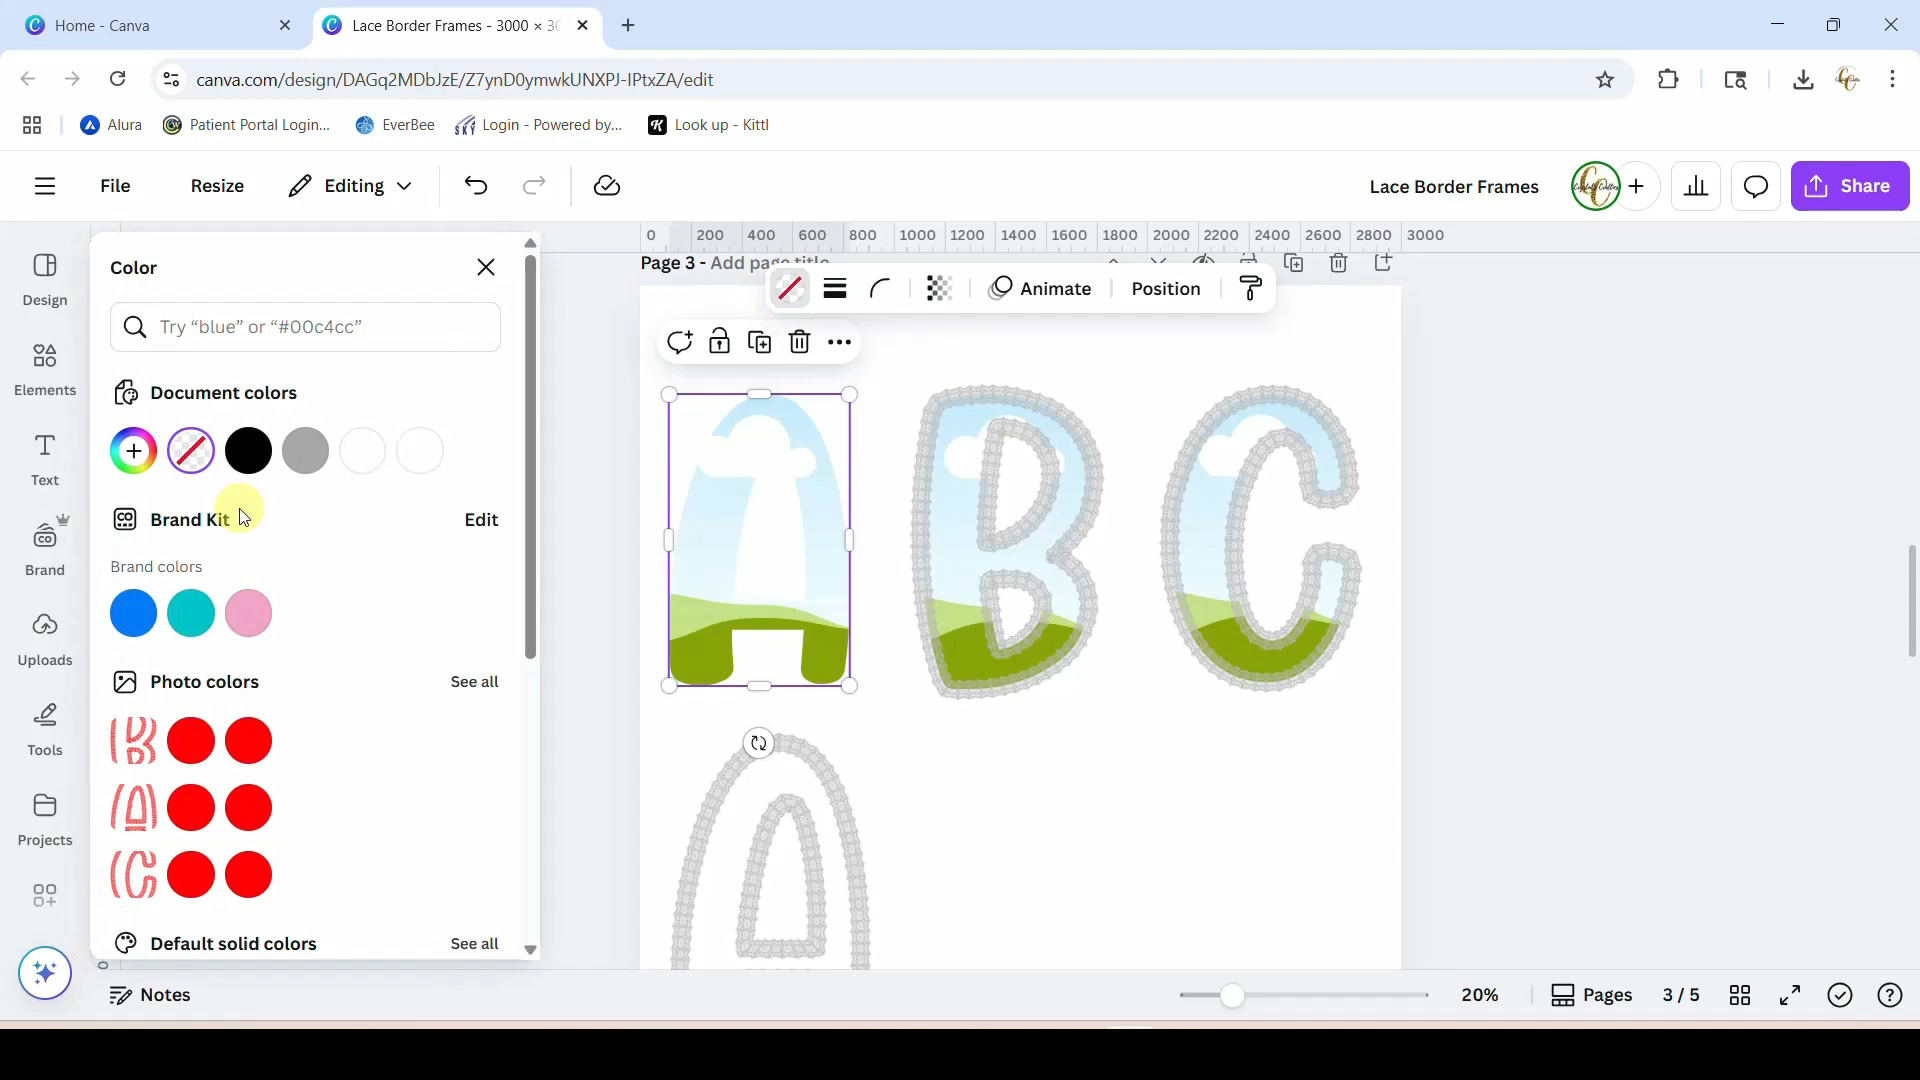 Home - Canva
Lace Border Frames - 3000 × 30
canva.com/design/DAGq2MDbJzE/Z7ynD0ymwkUNXPJ-IPtxZA/edit
Alura
Patient Portal Login...
EverBee
Login - Powered by...
Look up - Kittl
File
Resize
Editing
Lace Border Frames
Share
Design
Elements
Text
Brand
Uploads
Tools
Projects
Color
Try “blue” or “#00c4cc”
Document colors
Brand Kit
Edit
Brand colors
Photo colors
See all
Default solid colors
See all
0 200 400 600 800 1000 1200 1400 1600 1800 2000 2200 2400 2600 2800 3000
Page 3 - Add page title
Animate
Position
A B C
A
Notes
20%
Pages
3 / 5